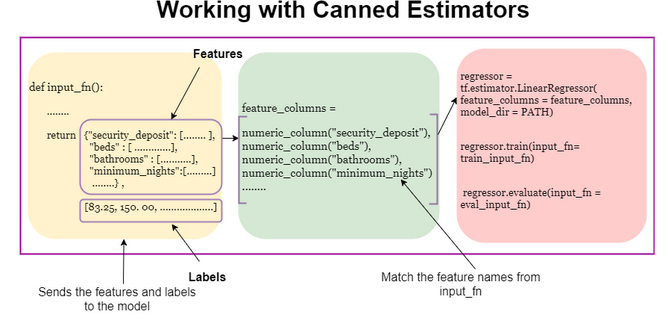 Working with Canned Estimators
Features
def input_fn():
........
return {"security_deposit": [........ ],
"beds" : [ .............],
"bathrooms" : [...........],
"minimum_nights":[.........]
........} ,
[83.25, 150. 00, ...................]
Labels
Sends the features and labels
to the model
feature_columns =
numeric_column("security_deposit"),
numeric_column("beds"),
numeric_column("bathrooms"),
numeric_column("minimum_nights")
........
Match the feature names from
input_fn
regressor =
tf.estimator.LinearRegressor(
feature_columns = feature_columns,
model_dir = PATH)
regressor.train(input_fn=
train_input_fn)
regressor.evaluate(input_fn =
eval_input_fn)